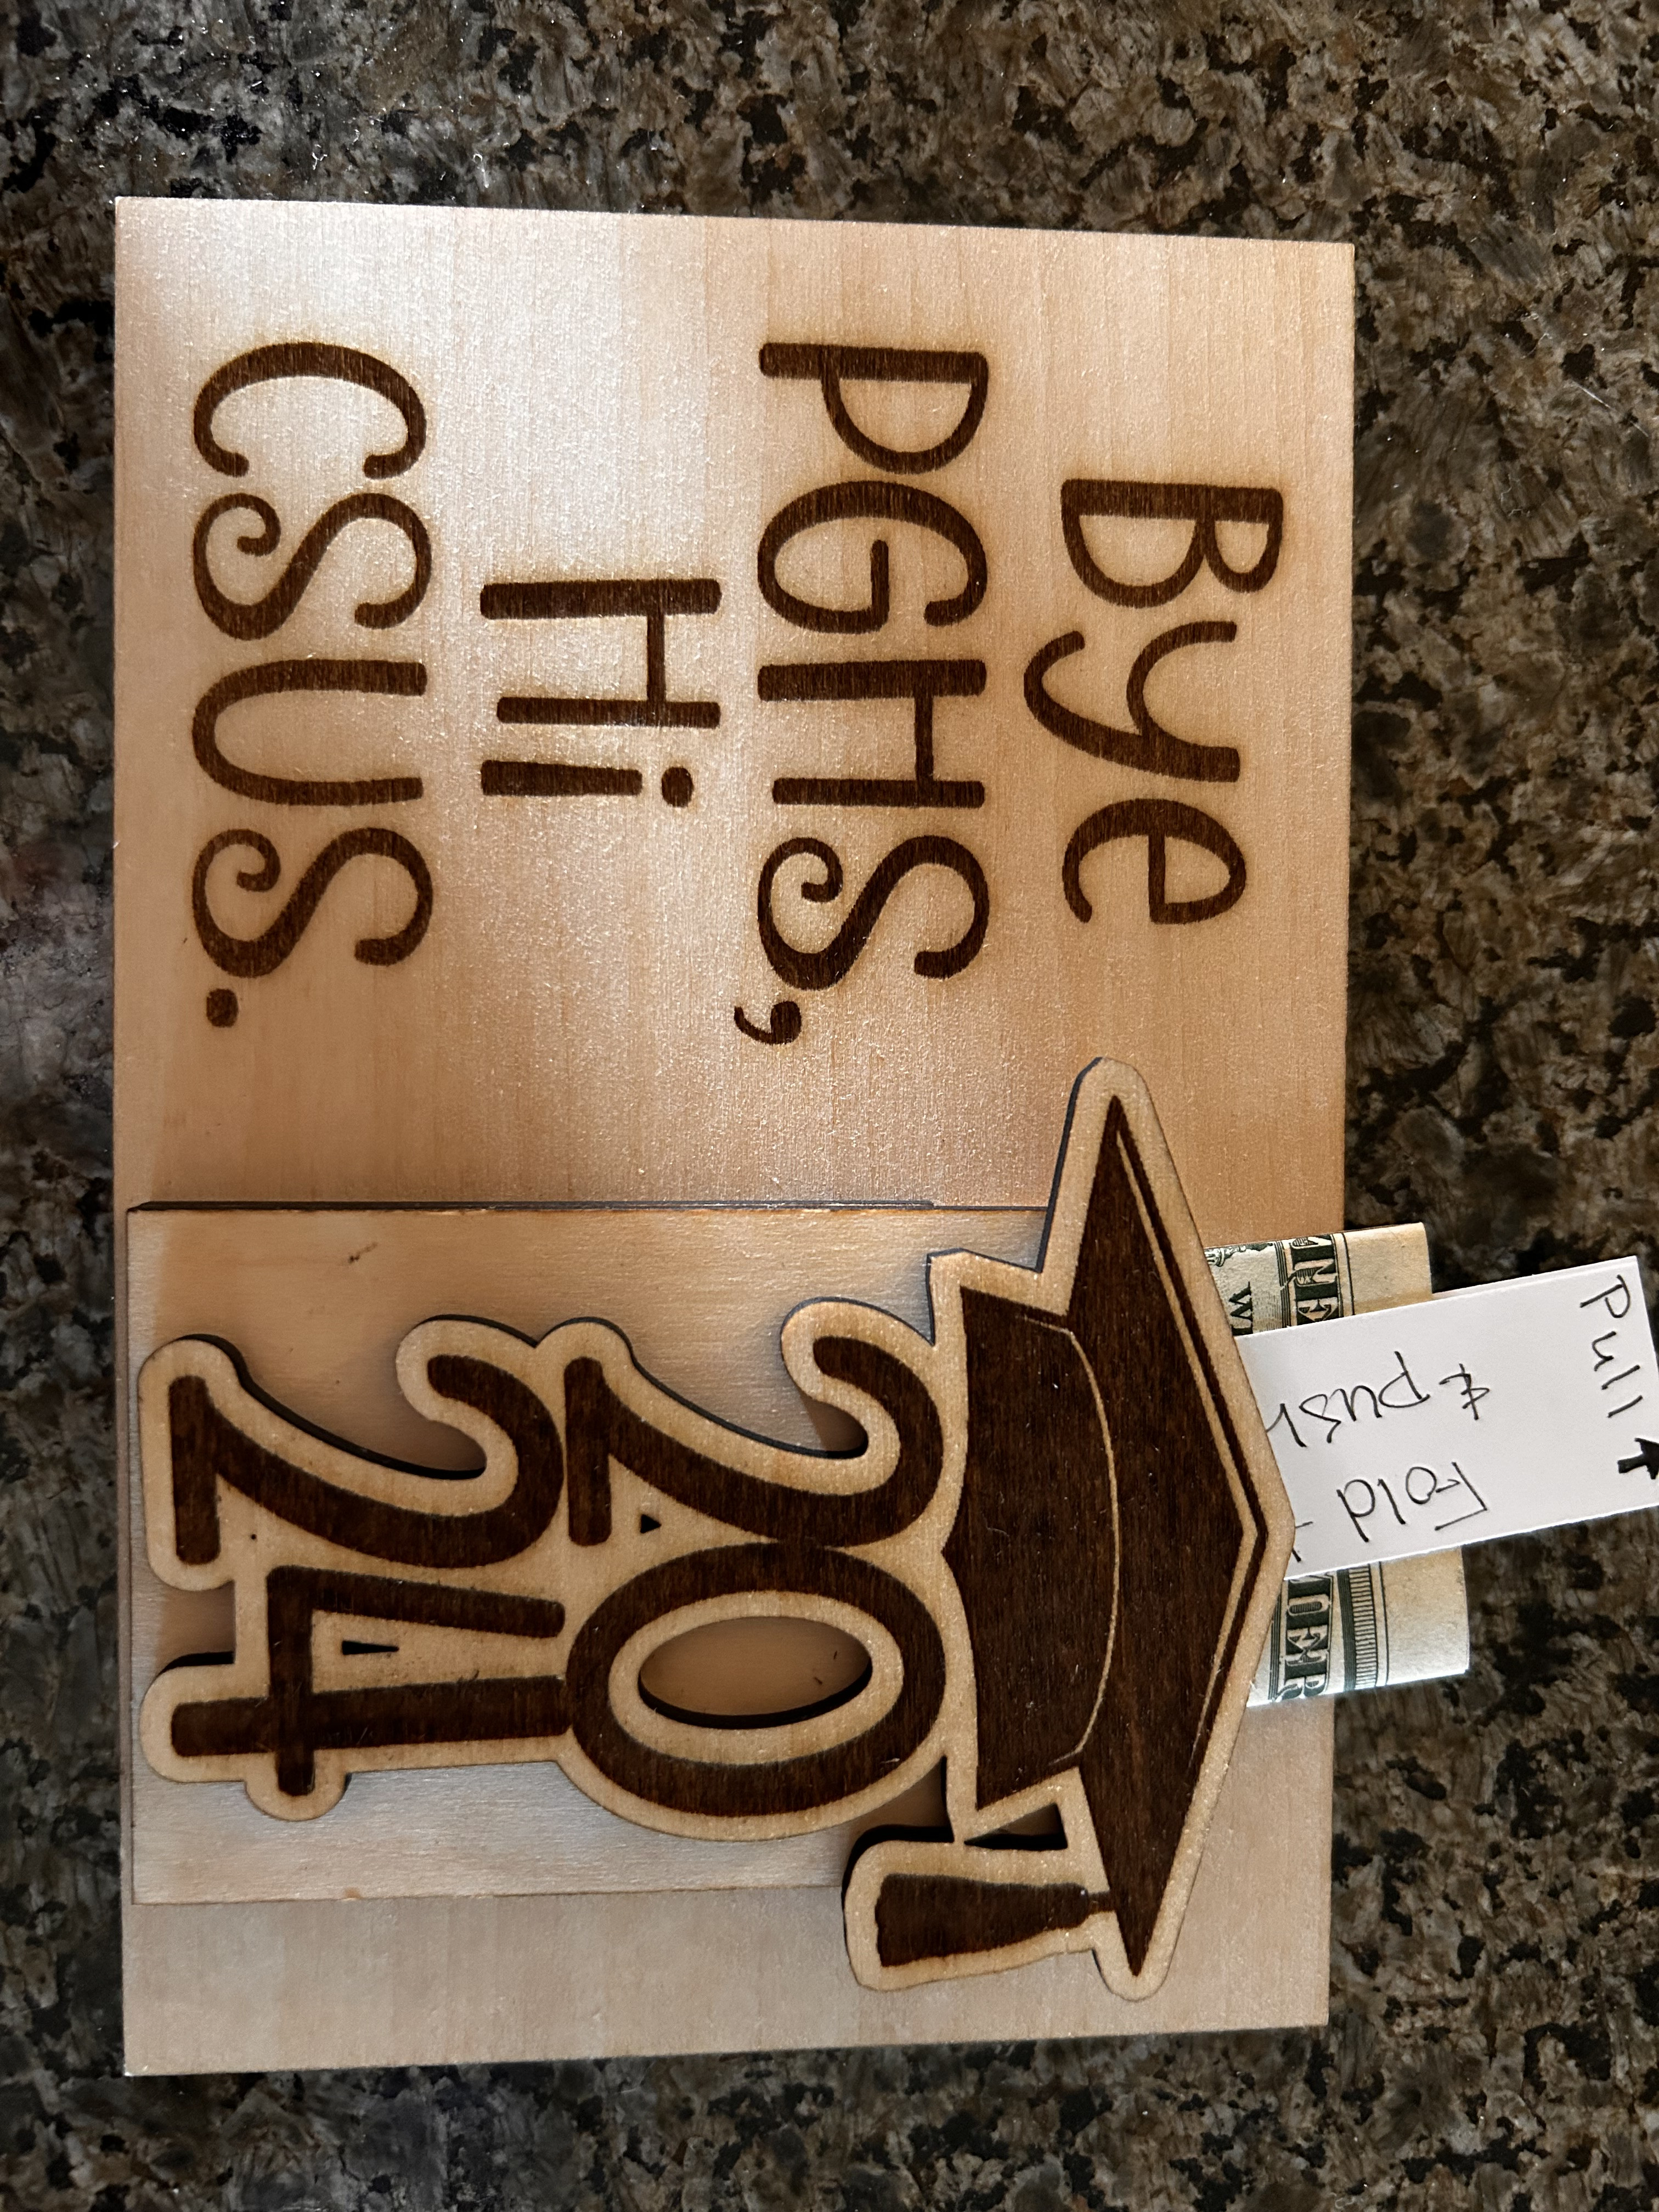 Bye
PGHS,
Hi
CSUS.
2024
Pull
& push
Fold